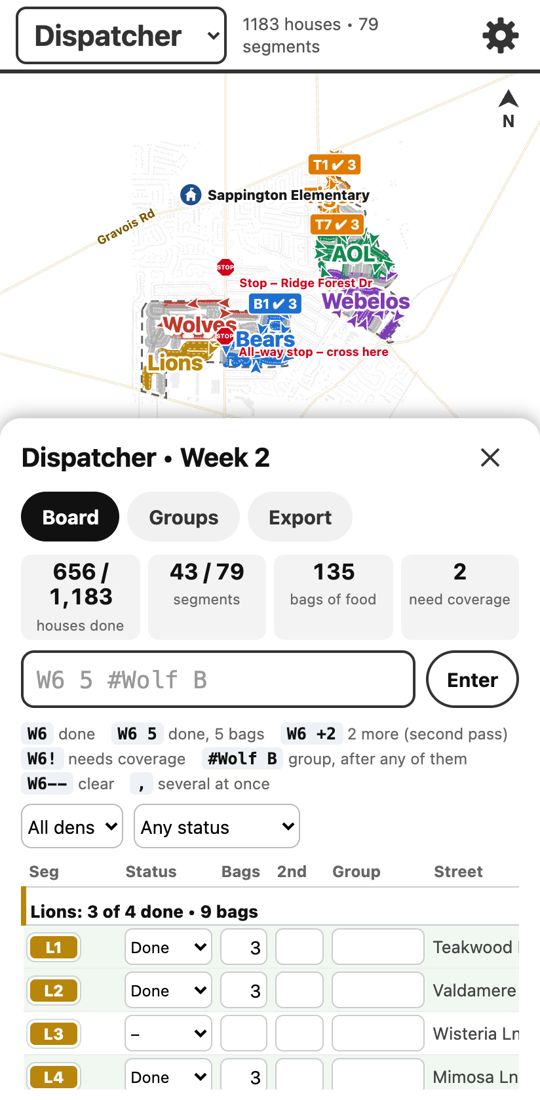 Dispatcher
1183 houses • 79
segments
N
T1 ✔ 3
Sappington Elementary
T7 ✔ 3
Gravois Rd
AOL
STOP
Stop – Ridge Forest Dr
Webelos
B1 ✔ 3
Wolves
STOP
Bears
All-way stop – cross here
Lions
Dispatcher • Week 2
Board
Groups
Export
656 /
1,183
houses done
43 / 79
segments
135
bags of food
2
need coverage
W6 5 #Wolf B
Enter
W6 done W6 5 done, 5 bags W6 +2 2 more (second pass)
W6! needs coverage #Wolf B group, after any of them
W6–– clear , several at once
All dens
Any status
Seg Status Bags 2nd Group Street
Lions: 3 of 4 done • 9 bags
L1 Done 3 Teakwood
L2 Done 3 Valdamere
L3 – Wisteria Ln
L4 Done 3 Mimosa Ln